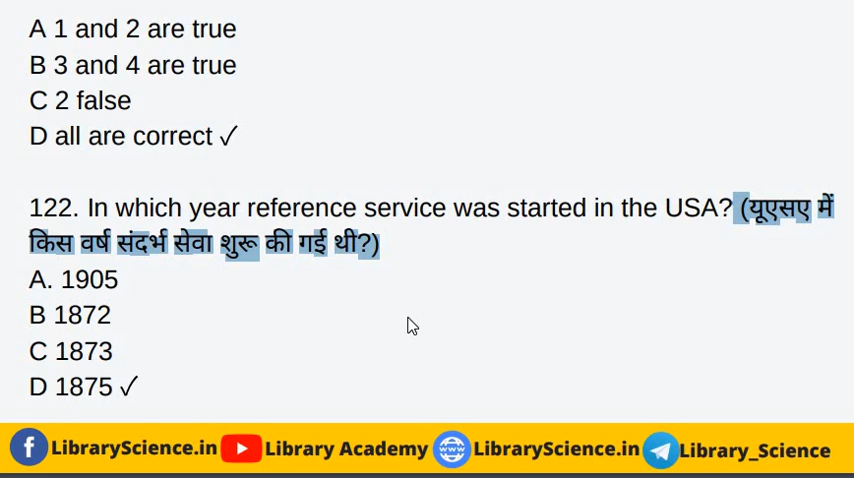 A 1 and 2 are true
B 3 and 4 are true
C 2 false
D all are correct ✓
122. In which year reference service was started in the USA? (यूएसए में
किस वर्ष संदर्भ सेवा शुरू की गई थी?)
A. 1905
B 1872
C 1873
D 1875 ✓
f LibraryScience.in Library Academy WWW LibraryScience.in Library_Science